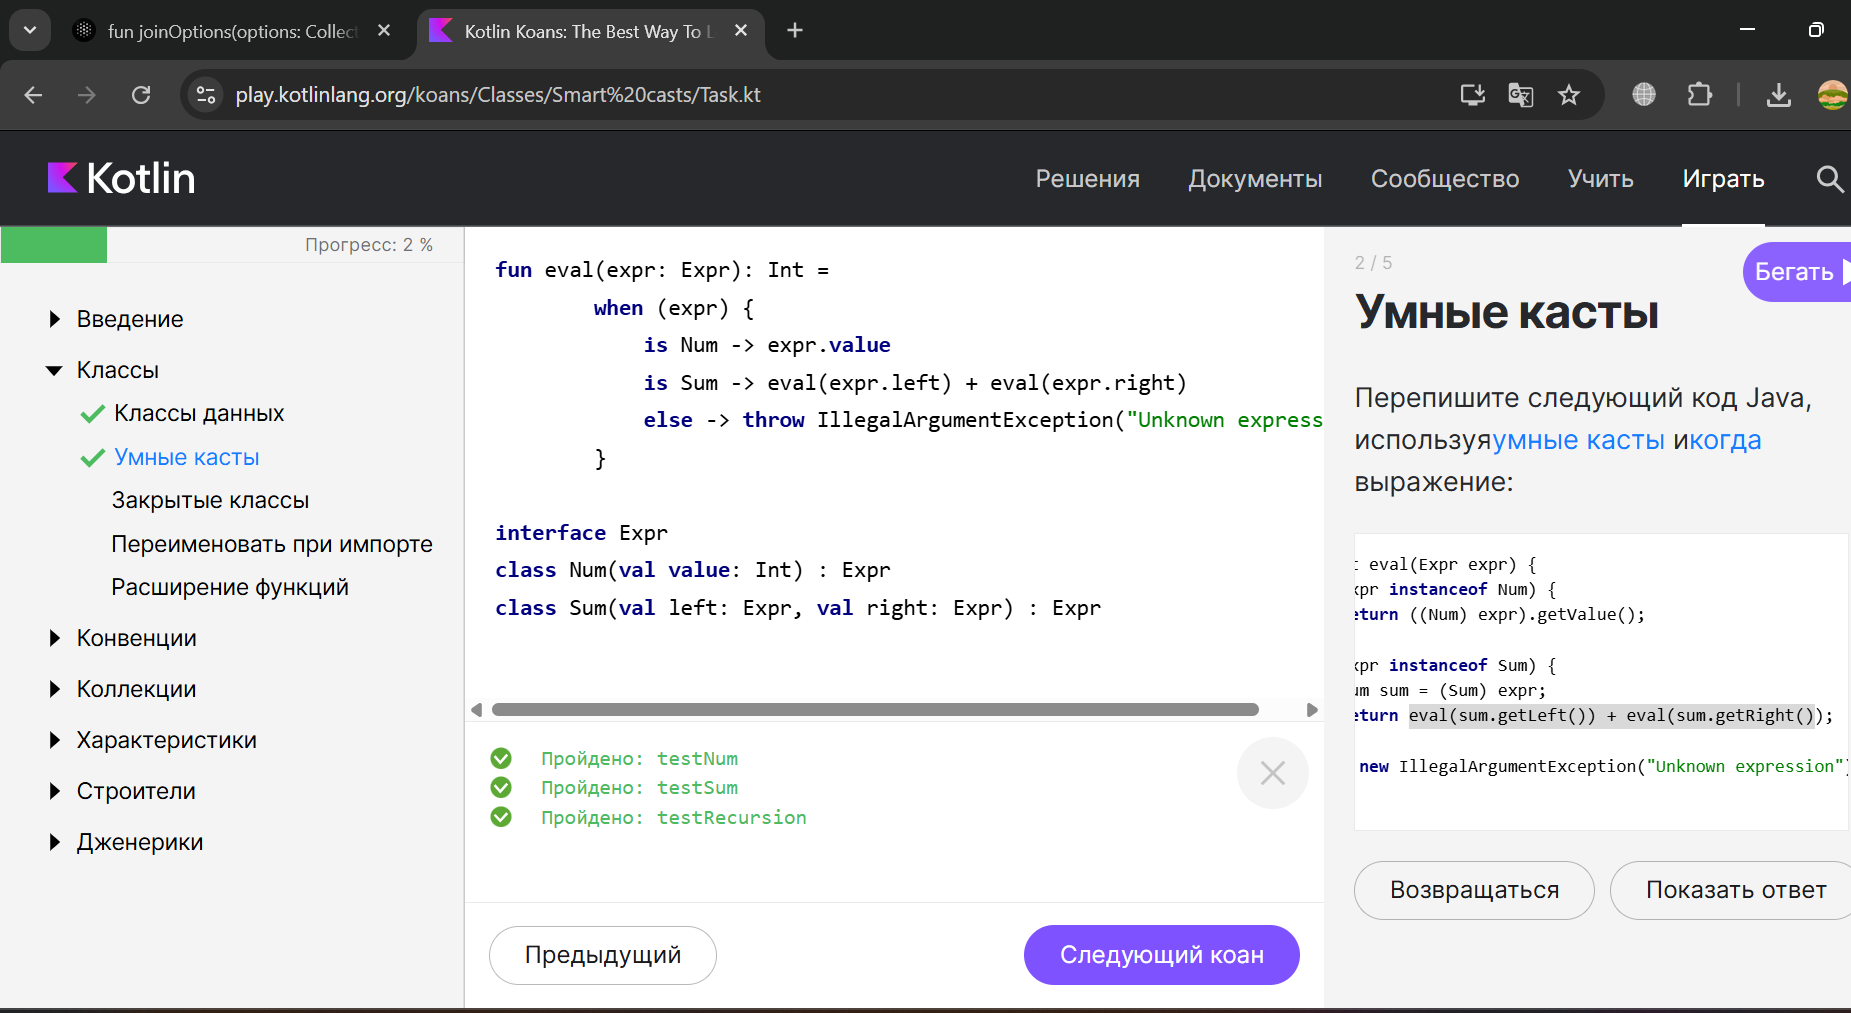 fun joinOptions(options: Collect
Kotlin Koans: The Best Way To L
play.kotlinlang.org/koans/Classes/Smart%20casts/Task.kt
Kotlin
Решения
Документы
Сообщество
Учить
Играть
Прогресс: 2 %
Введение
Классы
Классы данных
Умные касты
Закрытые классы
Переименовать при импорте
Расширение функций
Конвенции
Коллекции
Характеристики
Строители
Дженерики
fun eval(expr: Expr): Int =
when (expr) {
is Num -> expr.value
is Sum -> eval(expr.left) + eval(expr.right)
else -> throw IllegalArgumentException("Unknown express
}
interface Expr
class Num(val value: Int) : Expr
class Sum(val left: Expr, val right: Expr) : Expr
Пройдено: testNum
Пройдено: testSum
Пройдено: testRecursion
Предыдущий
Следующий коан
2 / 5
Бегать
Умные касты
Перепишите следующий код Java,
используяумные касты икогда
выражение:
t eval(Expr expr) {
xpr instanceof Num) {
eturn ((Num) expr).getValue();
xpr instanceof Sum) {
um sum = (Sum) expr;
eturn eval(sum.getLeft()) + eval(sum.getRight());
new IllegalArgumentException("Unknown expression")
Возвращаться
Показать ответ